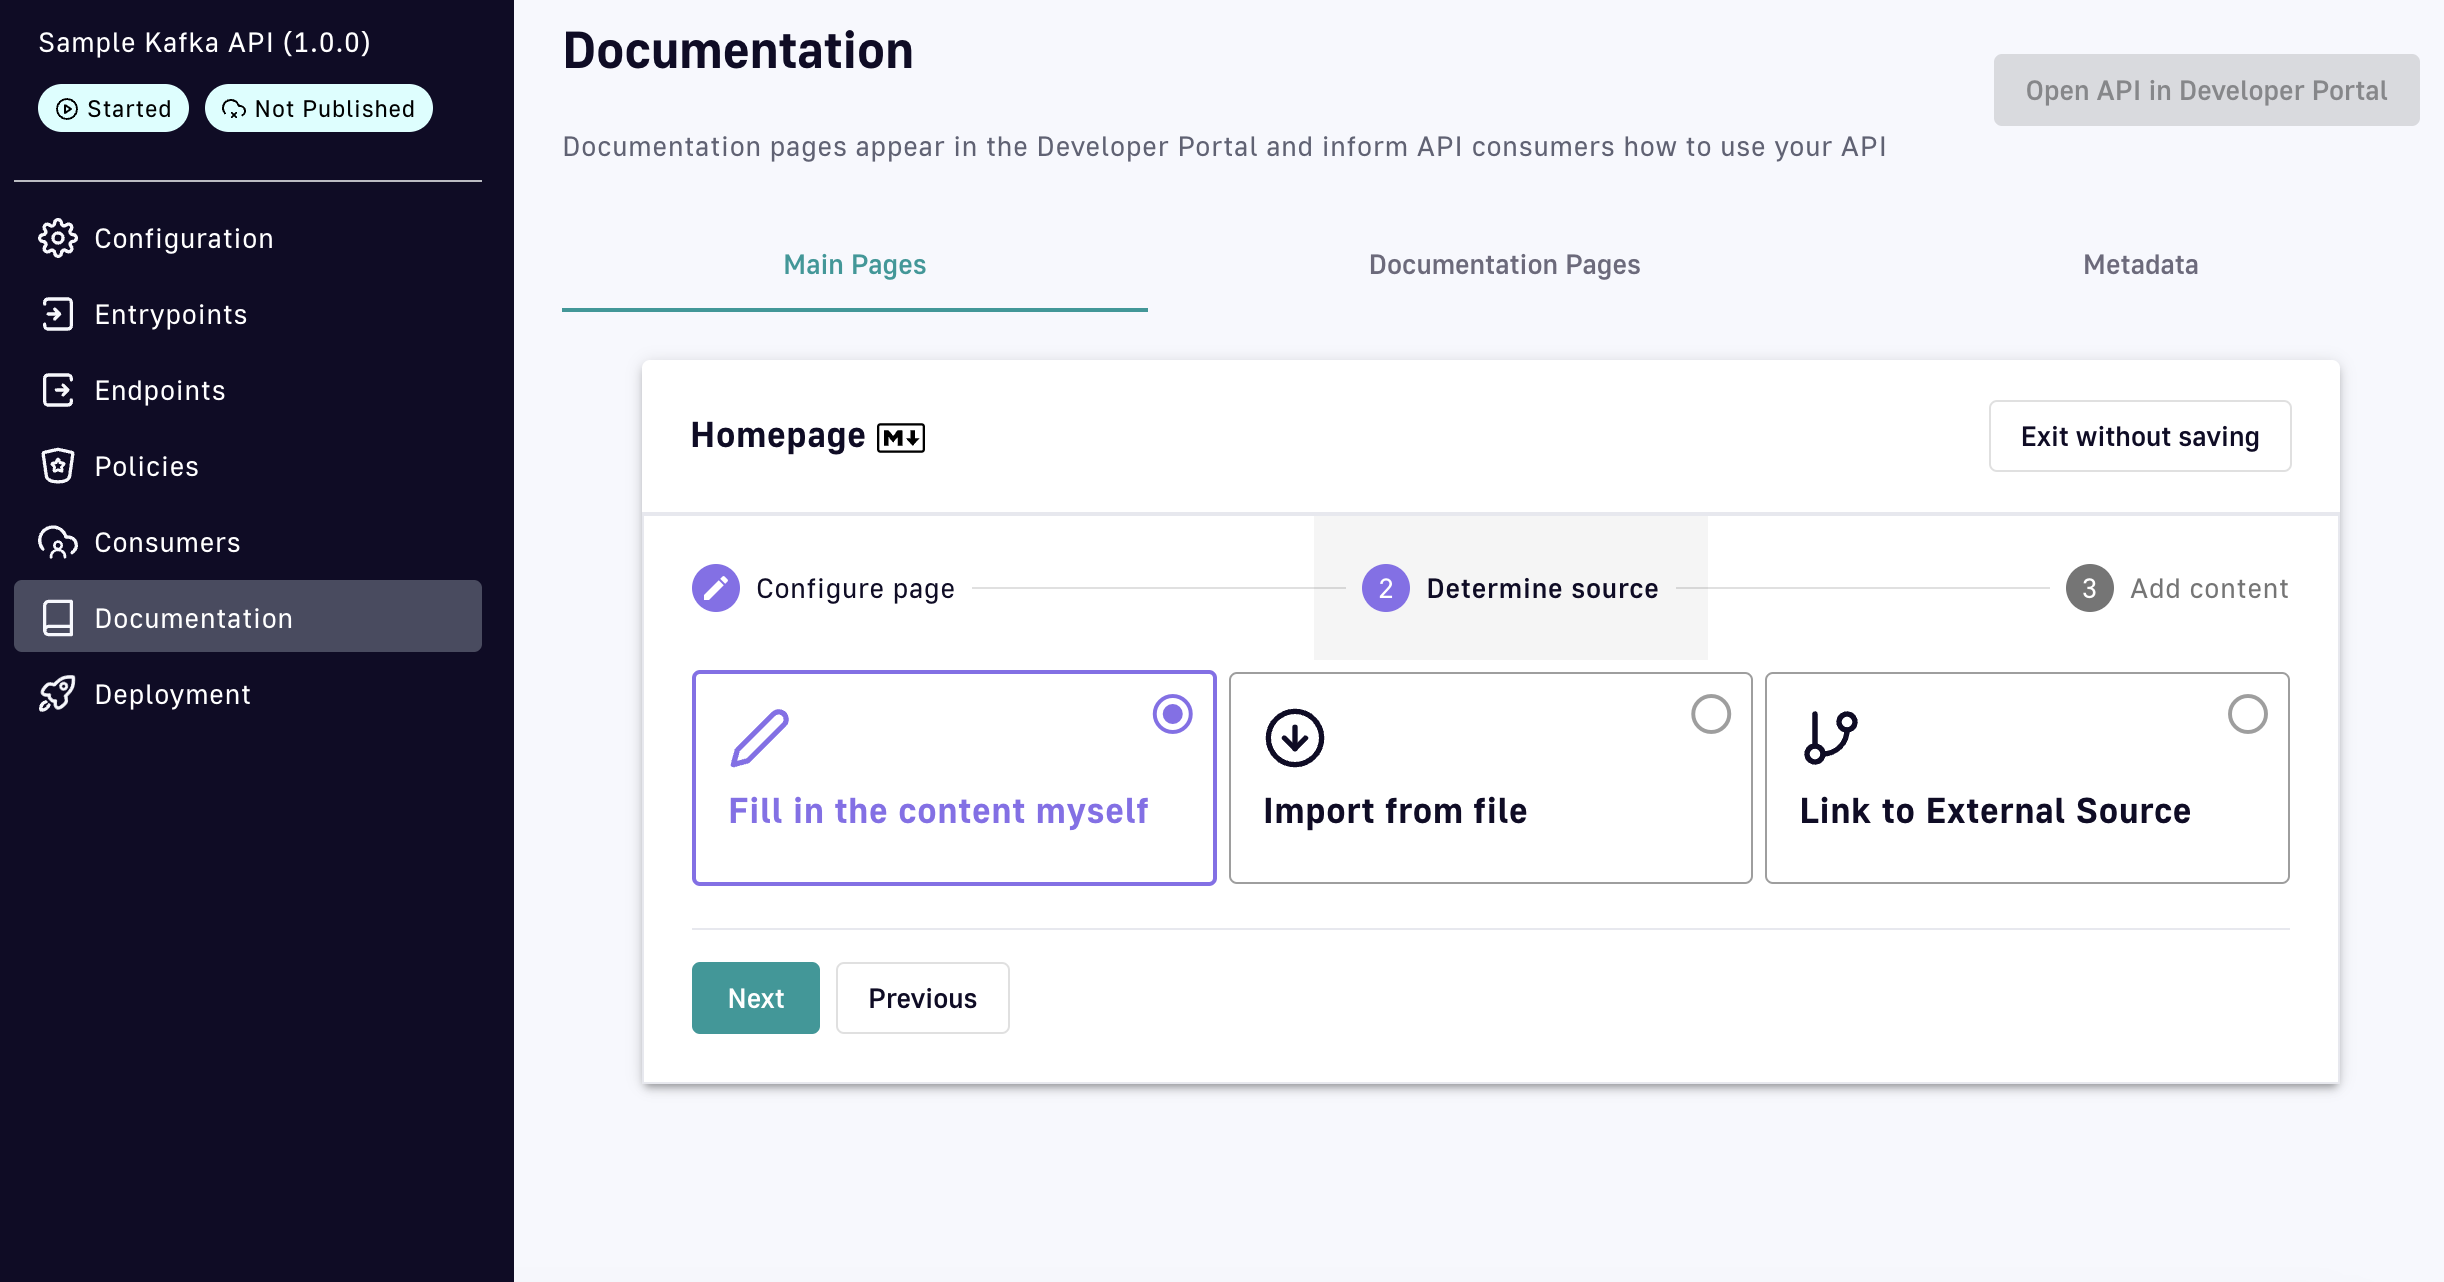 Sample Kafka API (1.0.0)
Started
Not Published
Configuration
Entrypoints
Endpoints
Policies
Consumers
Documentation
Deployment
Documentation
Open API in Developer Portal
Documentation pages appear in the Developer Portal and inform API consumers how to use your API
Main Pages
Documentation Pages
Metadata
Homepage M
Exit without saving
Configure page
2 Determine source
3 Add content
Fill in the content myself
Import from file
Link to External Source
Next
Previous